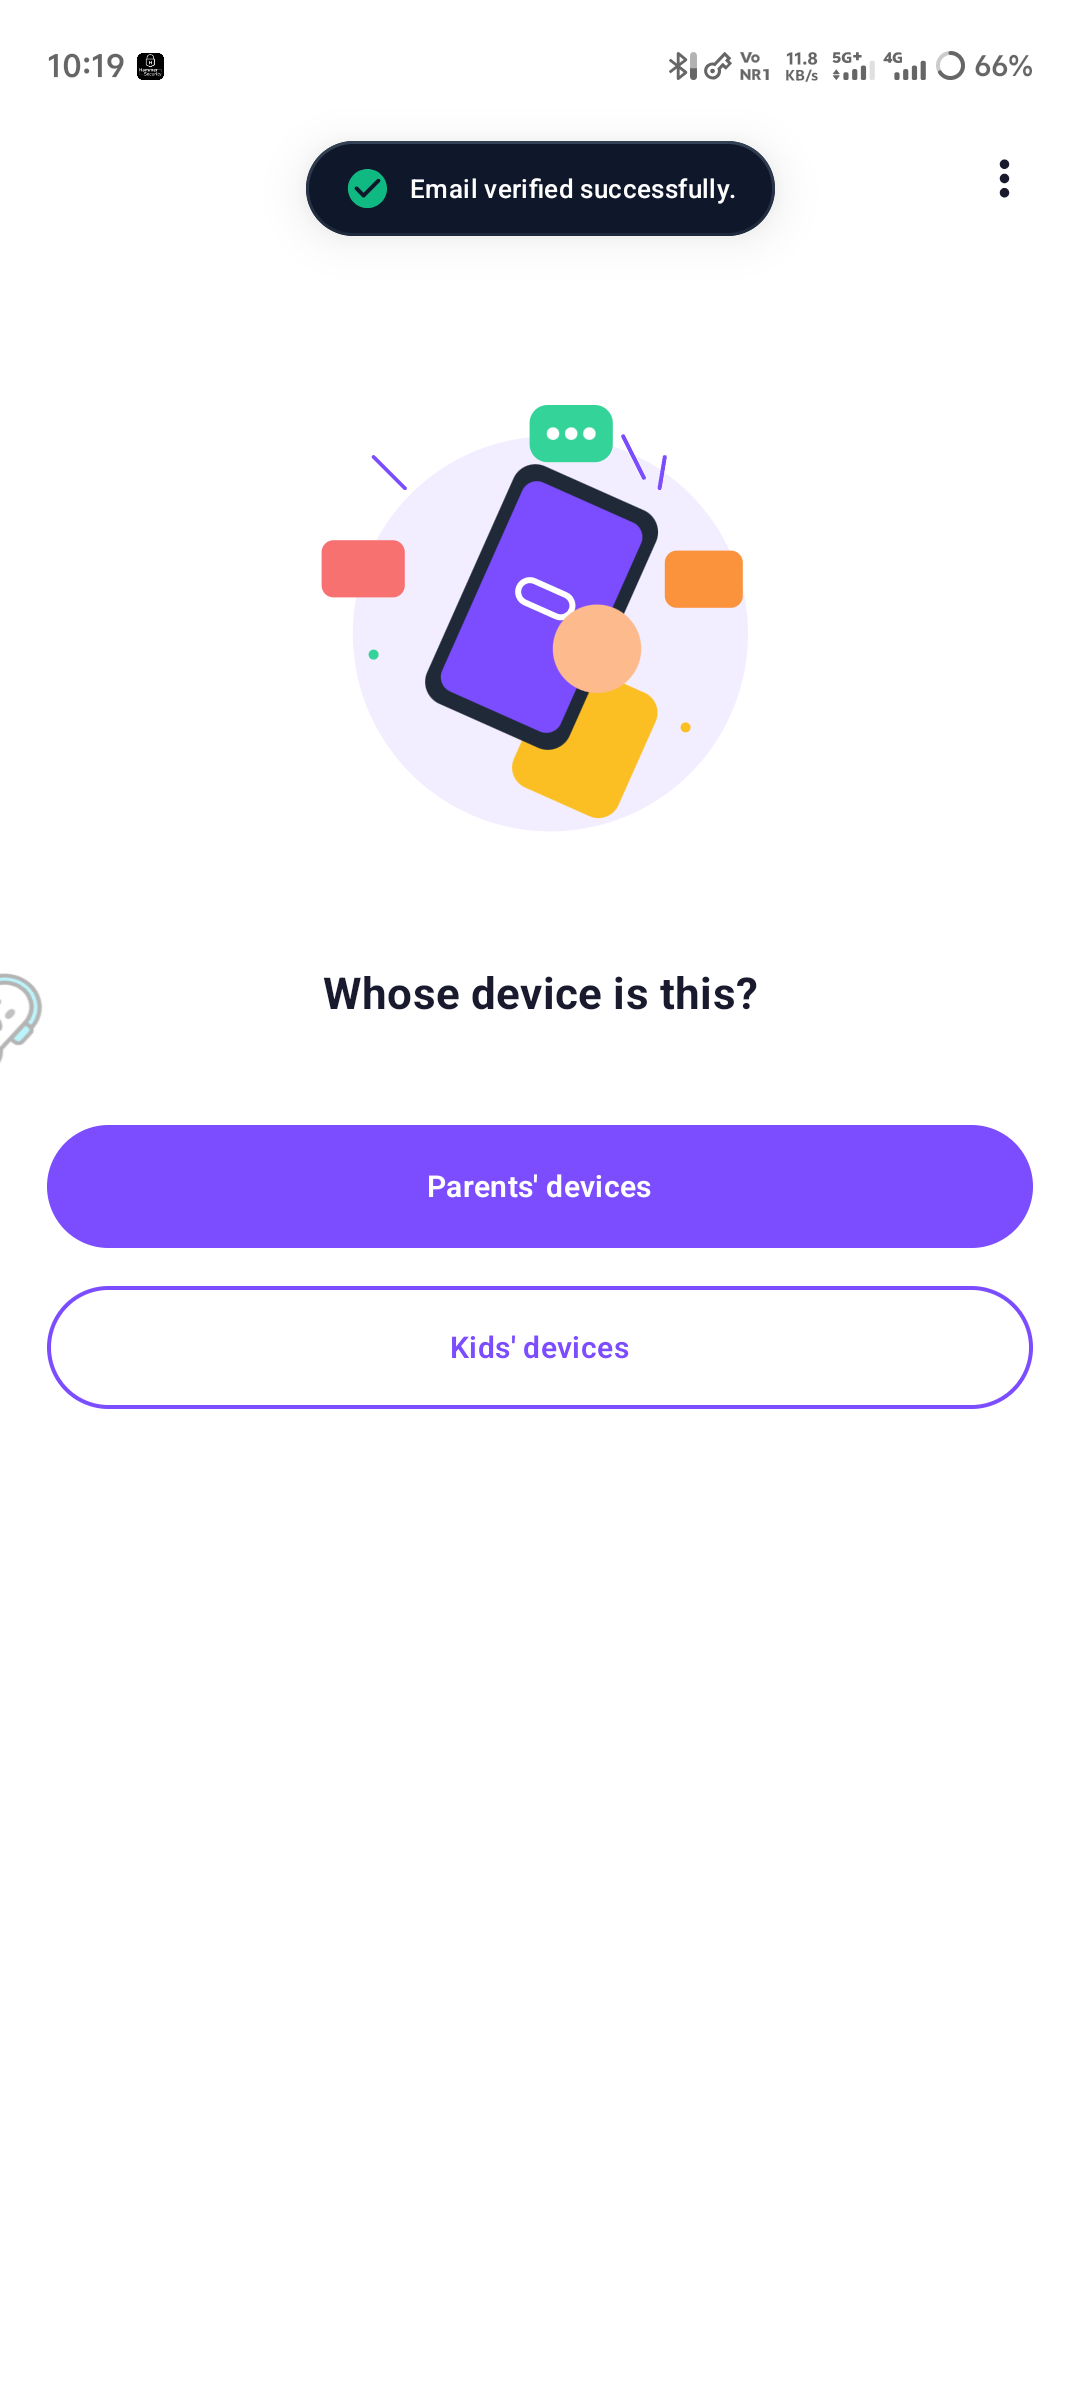 10:19
Vo
NR1
11.8
KB/s
5G+
4G
66%
Email verified successfully.
Whose device is this?
Parents' devices
Kids' devices